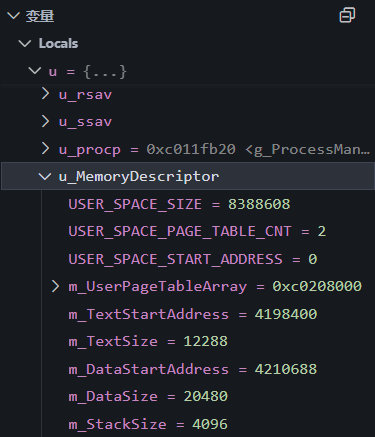 变量
Locals
u = {...}
u_rsav
u_ssav
u_procp = 0xc011fb20 <g_ProcessMan...
u_MemoryDescriptor
USER_SPACE_SIZE = 8388608
USER_SPACE_PAGE_TABLE_CNT = 2
USER_SPACE_START_ADDRESS = 0
m_UserPageTableArray = 0xc0208000
m_TextStartAddress = 4198400
m_TextSize = 12288
m_DataStartAddress = 4210688
m_DataSize = 20480
m_StackSize = 4096